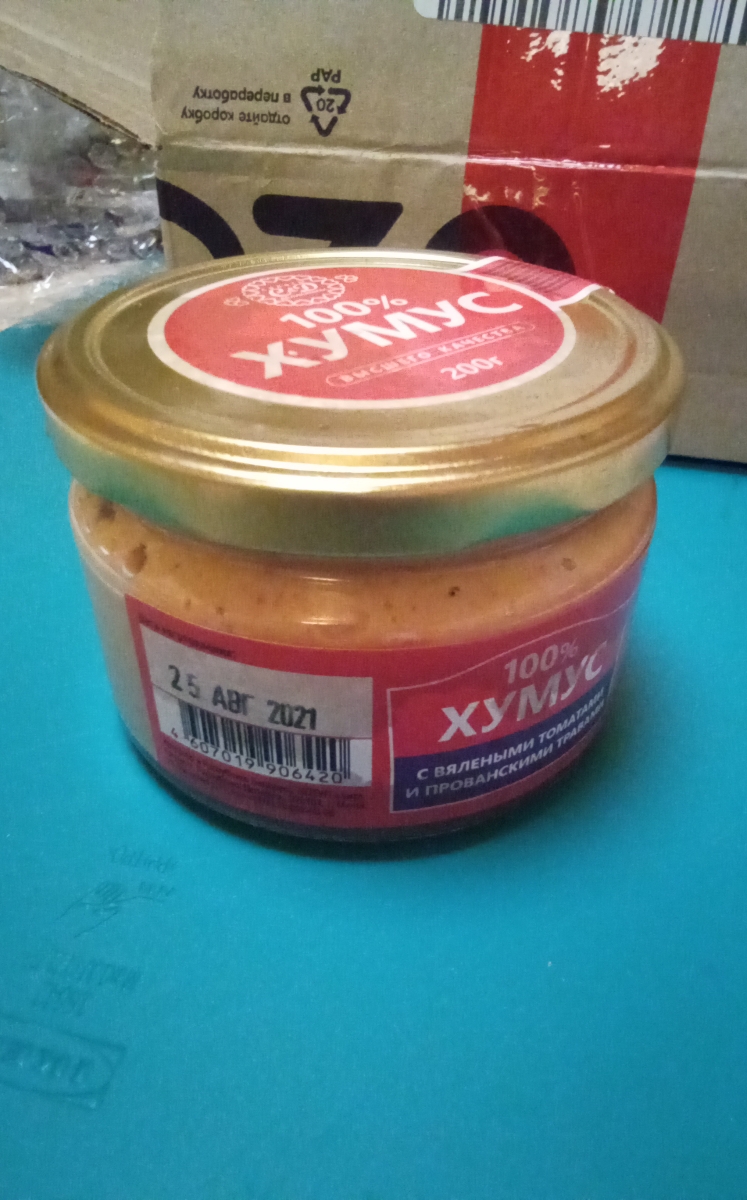 отдайте коробку
в переработку
20
PAP
100%
ХУМУС
ВЫСШЕГО КАЧЕСТВА
200г
25 АВГ 2021
4 607019 906420
100%
ХУМУС
С ВЯЛЕНЫМИ ТОМАТАМИ
И ПРОВАНСКИМИ ТРАВАМИ